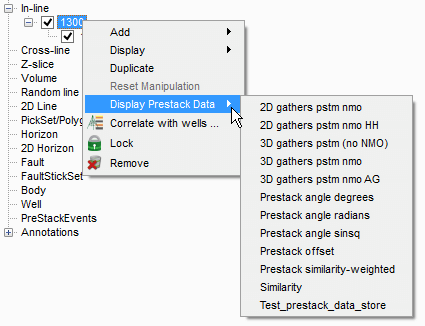 In-line
1300
Cross-line
Z-slice
Volume
Random line
2D Line
PickSet/Polyg
Horizon
2D Horizon
Fault
FaultStickSet
Body
Well
PreStackEvents
Annotations
Add
Display
Duplicate
Reset Manipulation
Display Prestack Data
Correlate with wells ...
Lock
Remove
2D gathers pstm nmo
2D gathers pstm nmo HH
3D gathers pstm (no NMO)
3D gathers pstm nmo
3D gathers pstm nmo AG
Prestack angle degrees
Prestack angle radians
Prestack angle sinsq
Prestack offset
Prestack similarity-weighted
Similarity
Test_prestack_data_store